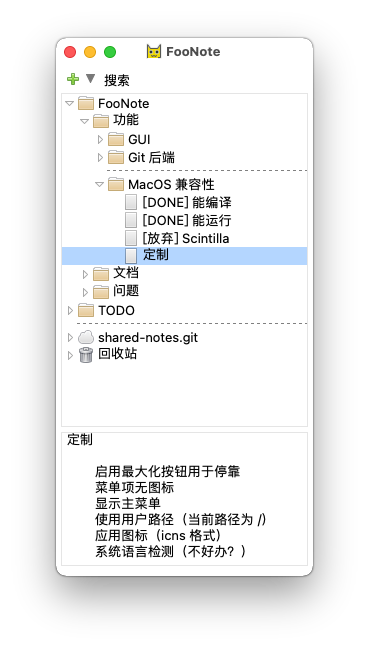 FooNote
搜索
FooNote
功能
GUI
Git 后端
MacOS 兼容性
[DONE] 能编译
[DONE] 能运行
[放弃] Scintilla
定制
文档
问题
TODO
shared-notes.git
回收站
定制
启用最大化按钮用于停靠
菜单项无图标
显示主菜单
使用用户路径（当前路径为 /）
应用图标（icns 格式）
系统语言检测（不好办？）